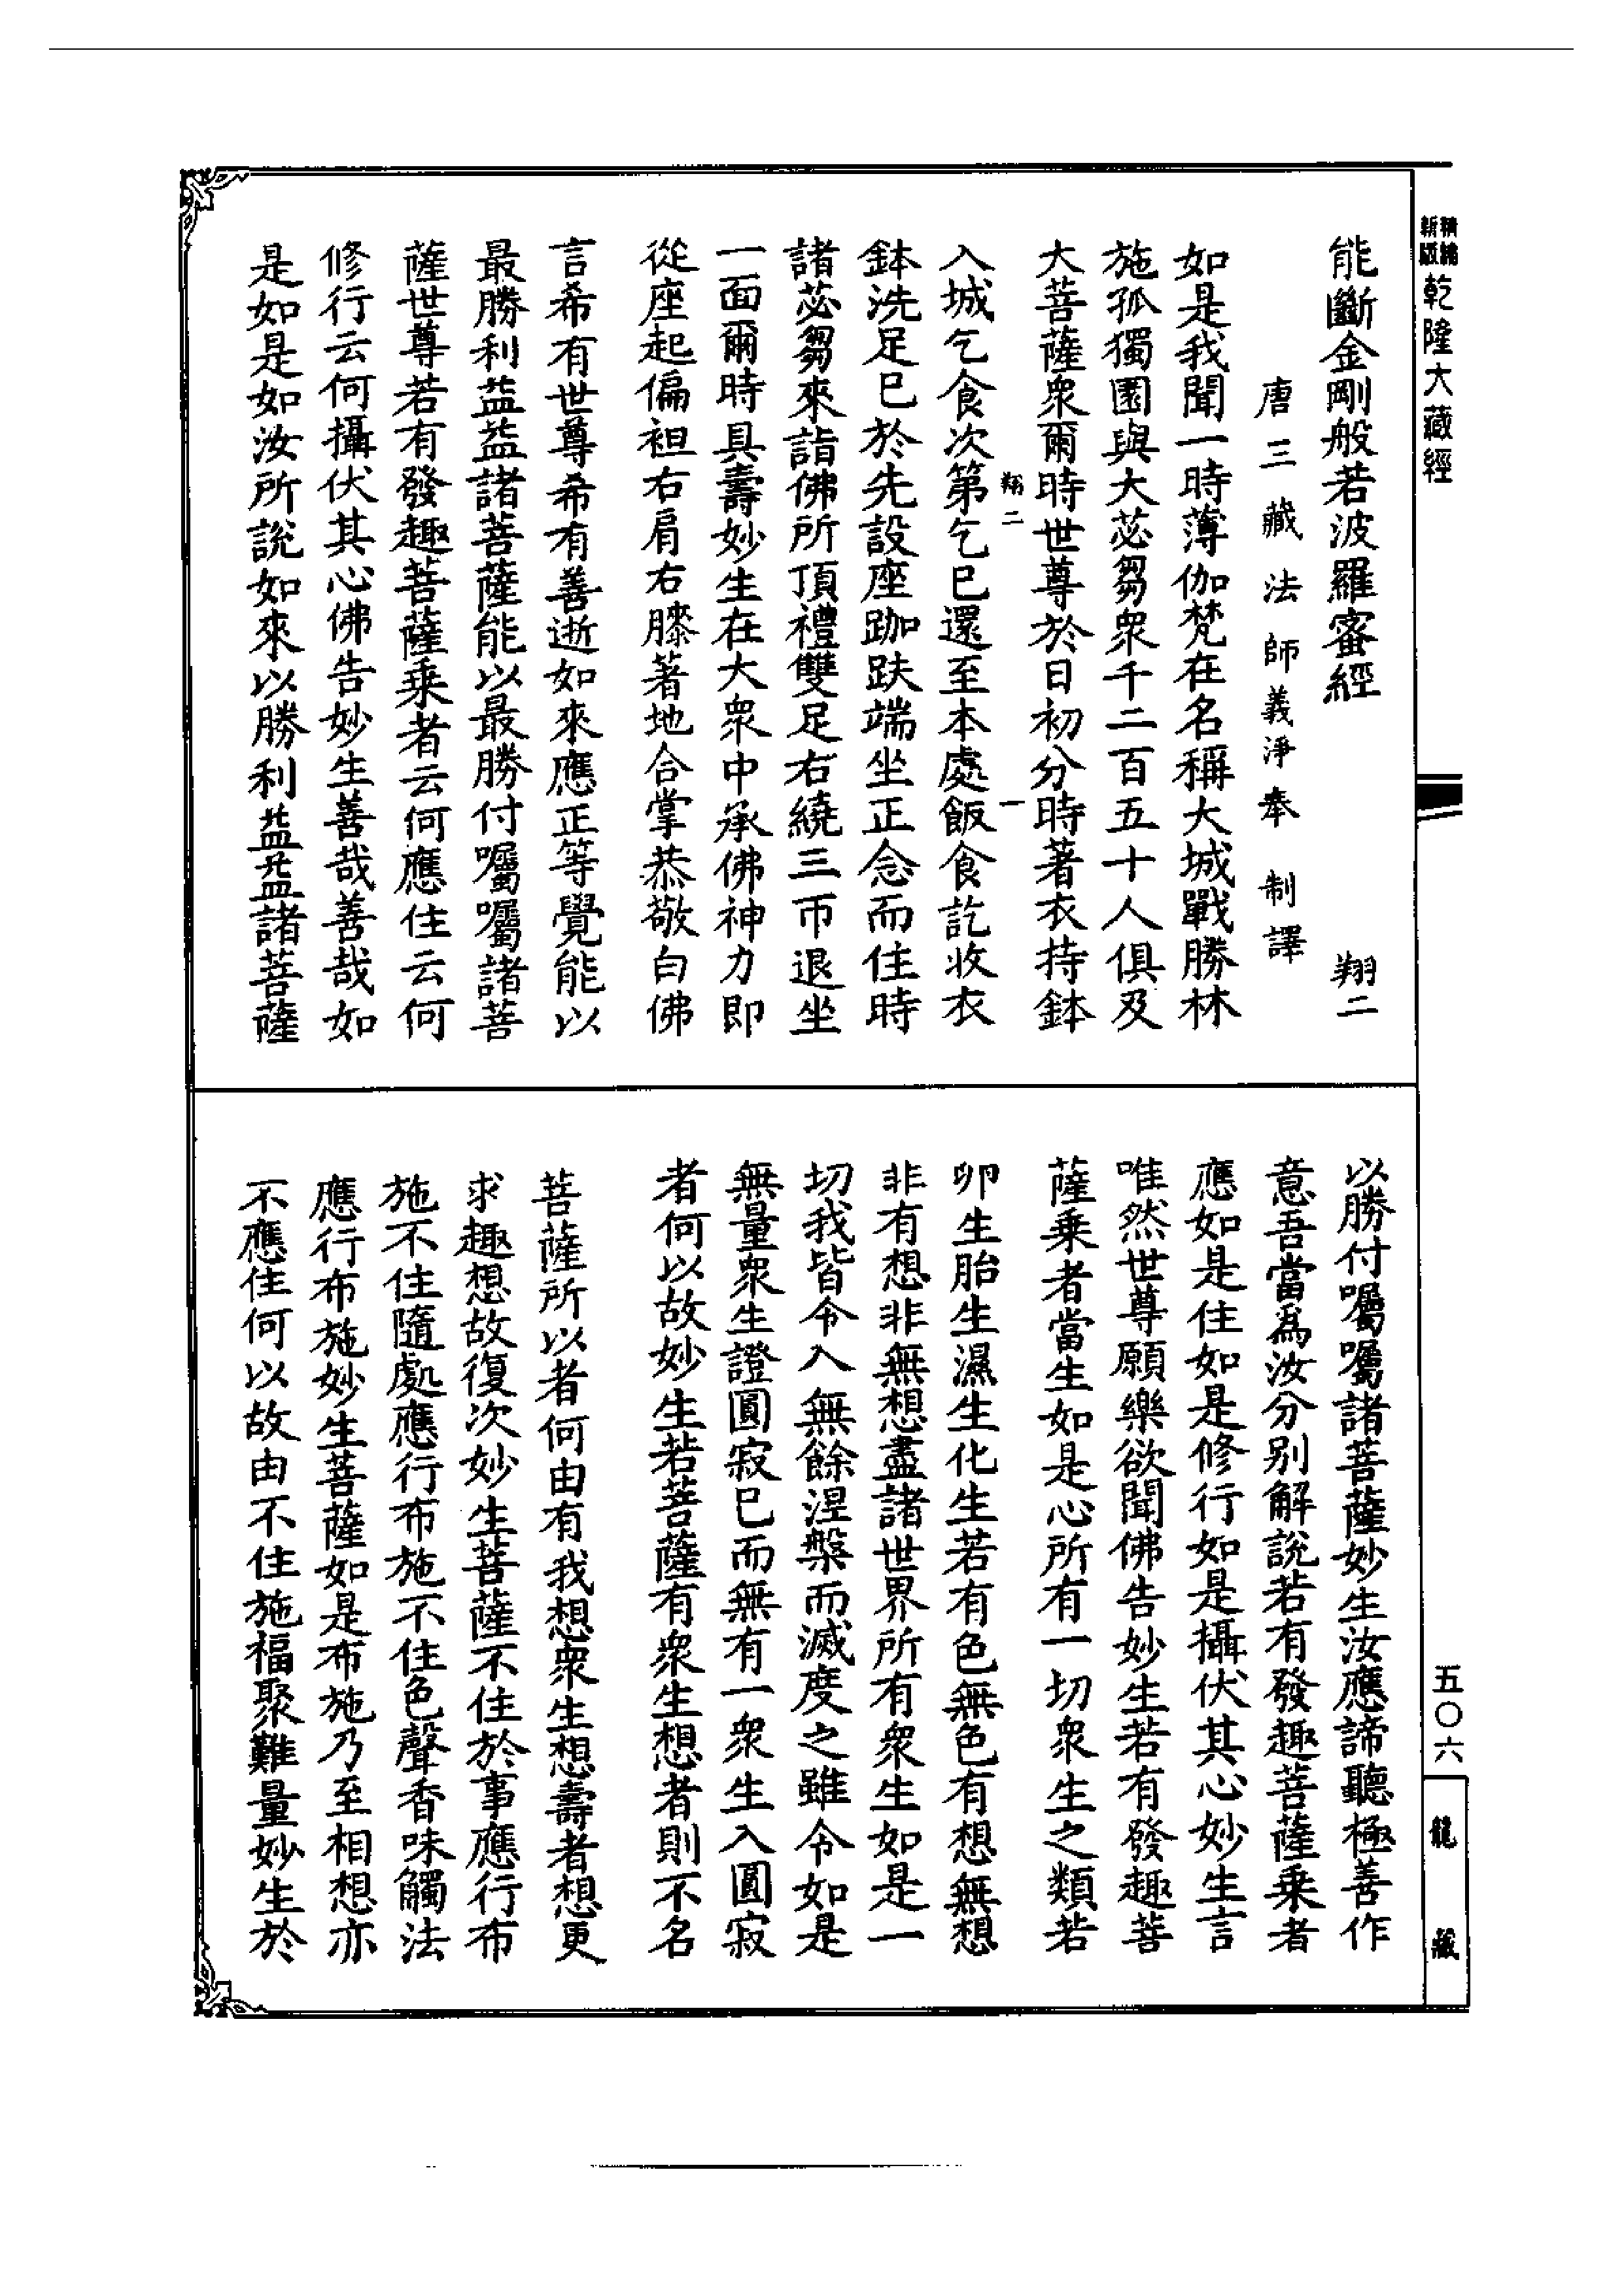 新編縮版乾隆大藏經
能斷金剛般若波羅蜜經 翔二
唐三藏法師義淨奉制譯
如是我聞一時薄伽梵在名稱大城戰勝林
施孤獨園與大苾芻衆千二百五十人俱及
大菩薩衆爾時世尊於日初分時著衣持鉢
翔二 一
入城乞食次第乞已還至本處飯食訖收衣
鉢洗足已於先設座跏趺端坐正念而住時
諸苾芻來詣佛所頂禮雙足右繞三帀退坐
一面爾時具壽妙生在大衆中承佛神力即
從座起偏袒右肩右膝著地合掌恭敬白佛
言希有世尊希有善逝如來應正等覺能以
最勝利益益諸菩薩能以最勝付囑囑諸菩
薩世尊若有發趣菩薩乘者云何應住云何
修行云何攝伏其心佛告妙生善哉善哉如
是如是如汝所說如來以勝利益益諸菩薩
以勝付囑囑諸菩薩妙生汝應諦聽極善作
意吾當爲汝分別解說若有發趣菩薩乘者
應如是住如是修行如是攝伏其心妙生言
唯然世尊願樂欲聞佛告妙生若有發趣菩
薩乘者當生如是心所有一切衆生之類若
卵生胎生濕生化生若有色無色有想無想
非有想非無想盡諸世界所有衆生如是一
切我皆令入無餘涅槃而滅度之雖令如是
無量衆生證圓寂已而無有一衆生入圓寂
者何以故妙生若菩薩有衆生想者則不名
菩薩所以者何由有我想衆生想壽者想更
求趣想故復次妙生菩薩不住於事應行布
施不住隨處應行布施不住色聲香味觸法
應行布施妙生菩薩如是布施乃至相想亦
不應住何以故由不住施福聚難量妙生於
五〇六
龍藏